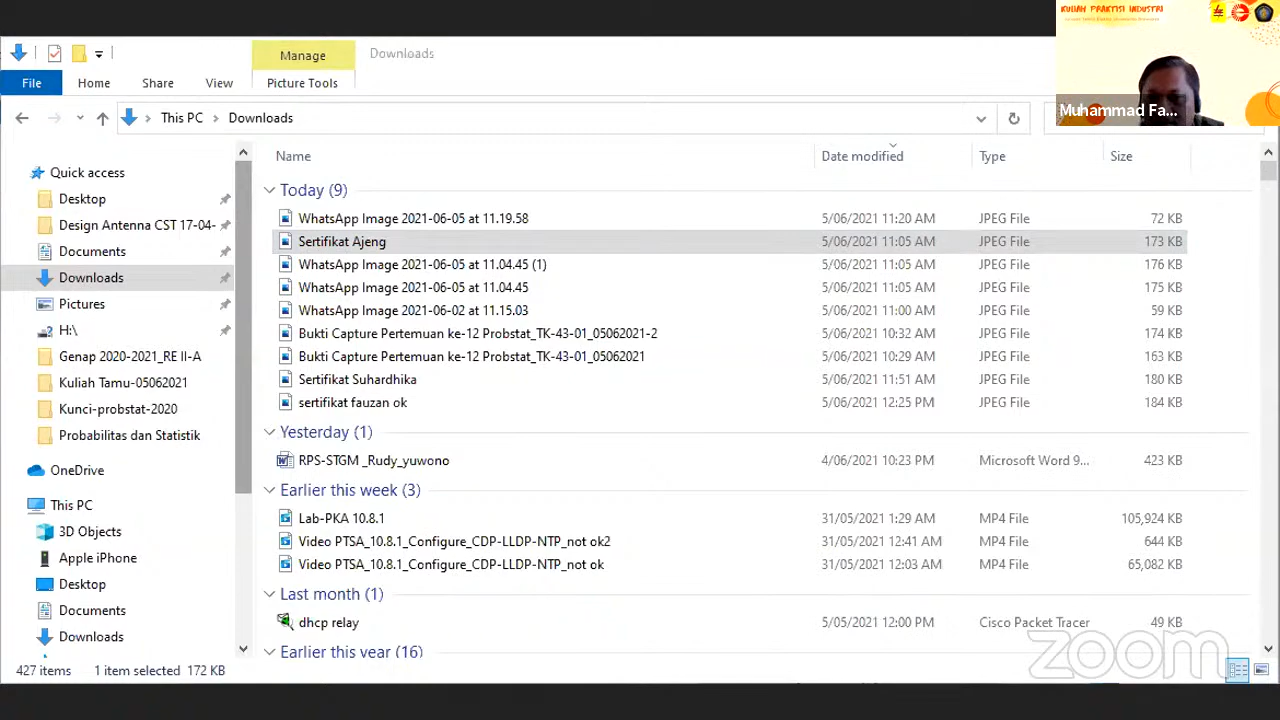 KULIAH PRAKTISI INDUSTRI
Muhammad Fa...
Manage
Downloads
File
Home
Share
View
Picture Tools
This PC
Downloads
Name
Date modified
Type
Size
Quick access
Desktop
Design Antenna CST 17-04-
Documents
Downloads
Pictures
H:\
Genap 2020-2021_RE II-A
Kuliah Tamu-05062021
Kunci-probstat-2020
Probabilitas dan Statistik
OneDrive
This PC
3D Objects
Apple iPhone
Desktop
Documents
Downloads
Today (9)
WhatsApp Image 2021-06-05 at 11.19.58 5/06/2021 11:20 AM JPEG File 72 KB
Sertifikat Ajeng 5/06/2021 11:05 AM JPEG File 173 KB
WhatsApp Image 2021-06-05 at 11.04.45 (1) 5/06/2021 11:05 AM JPEG File 176 KB
WhatsApp Image 2021-06-05 at 11.04.45 5/06/2021 11:05 AM JPEG File 175 KB
WhatsApp Image 2021-06-02 at 11.15.03 5/06/2021 11:00 AM JPEG File 59 KB
Bukti Capture Pertemuan ke-12 Probstat_TK-43-01_05062021-2 5/06/2021 10:32 AM JPEG File 174 KB
Bukti Capture Pertemuan ke-12 Probstat_TK-43-01_05062021 5/06/2021 10:29 AM JPEG File 163 KB
Sertifikat Suhardhika 5/06/2021 11:51 AM JPEG File 180 KB
sertifikat fauzan ok 5/06/2021 12:25 PM JPEG File 184 KB
Yesterday (1)
RPS-STGM _Rudy_yuwono 4/06/2021 10:23 PM Microsoft Word 9... 423 KB
Earlier this week (3)
Lab-PKA 10.8.1 31/05/2021 1:29 AM MP4 File 105,924 KB
Video PTSA_10.8.1_Configure_CDP-LLDP-NTP_not ok2 31/05/2021 12:41 AM MP4 File 644 KB
Video PTSA_10.8.1_Configure_CDP-LLDP-NTP_not ok 31/05/2021 12:03 AM MP4 File 65,082 KB
Last month (1)
dhcp relay 5/05/2021 12:00 PM Cisco Packet Tracer 49 KB
Earlier this year (16)
427 items 1 item selected 172 KB
zoom